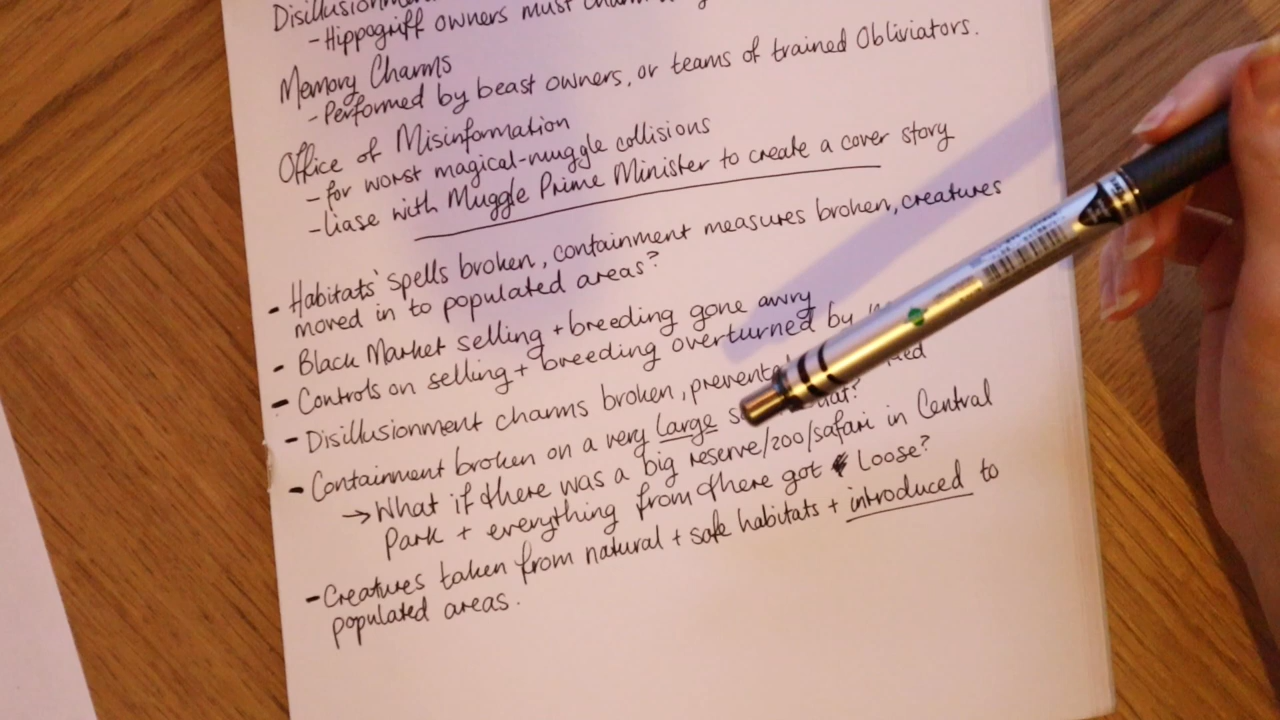 Disillusionme
-Hippogriff owners must
Memory Charms
-Performed by beast owners, or teams of trained Obliviators.
Office of Misinformation
-for worst magical-muggle collisions
-liase with Muggle Prime Minister to create a cover story
- Habitats' spells broken, containment measures broken, creatures
moved in to populated areas?
- Black Market selling + breeding gone awry
- Controls on selling + breeding overturned by
- Disillusionment charms broken, prevent
- Containment broken on a very large
→ What if there was a big reserve/zoo/safari in Central
Park + everything from there got loose?
- Creatures taken from natural + safe habitats + introduced to
populated areas.